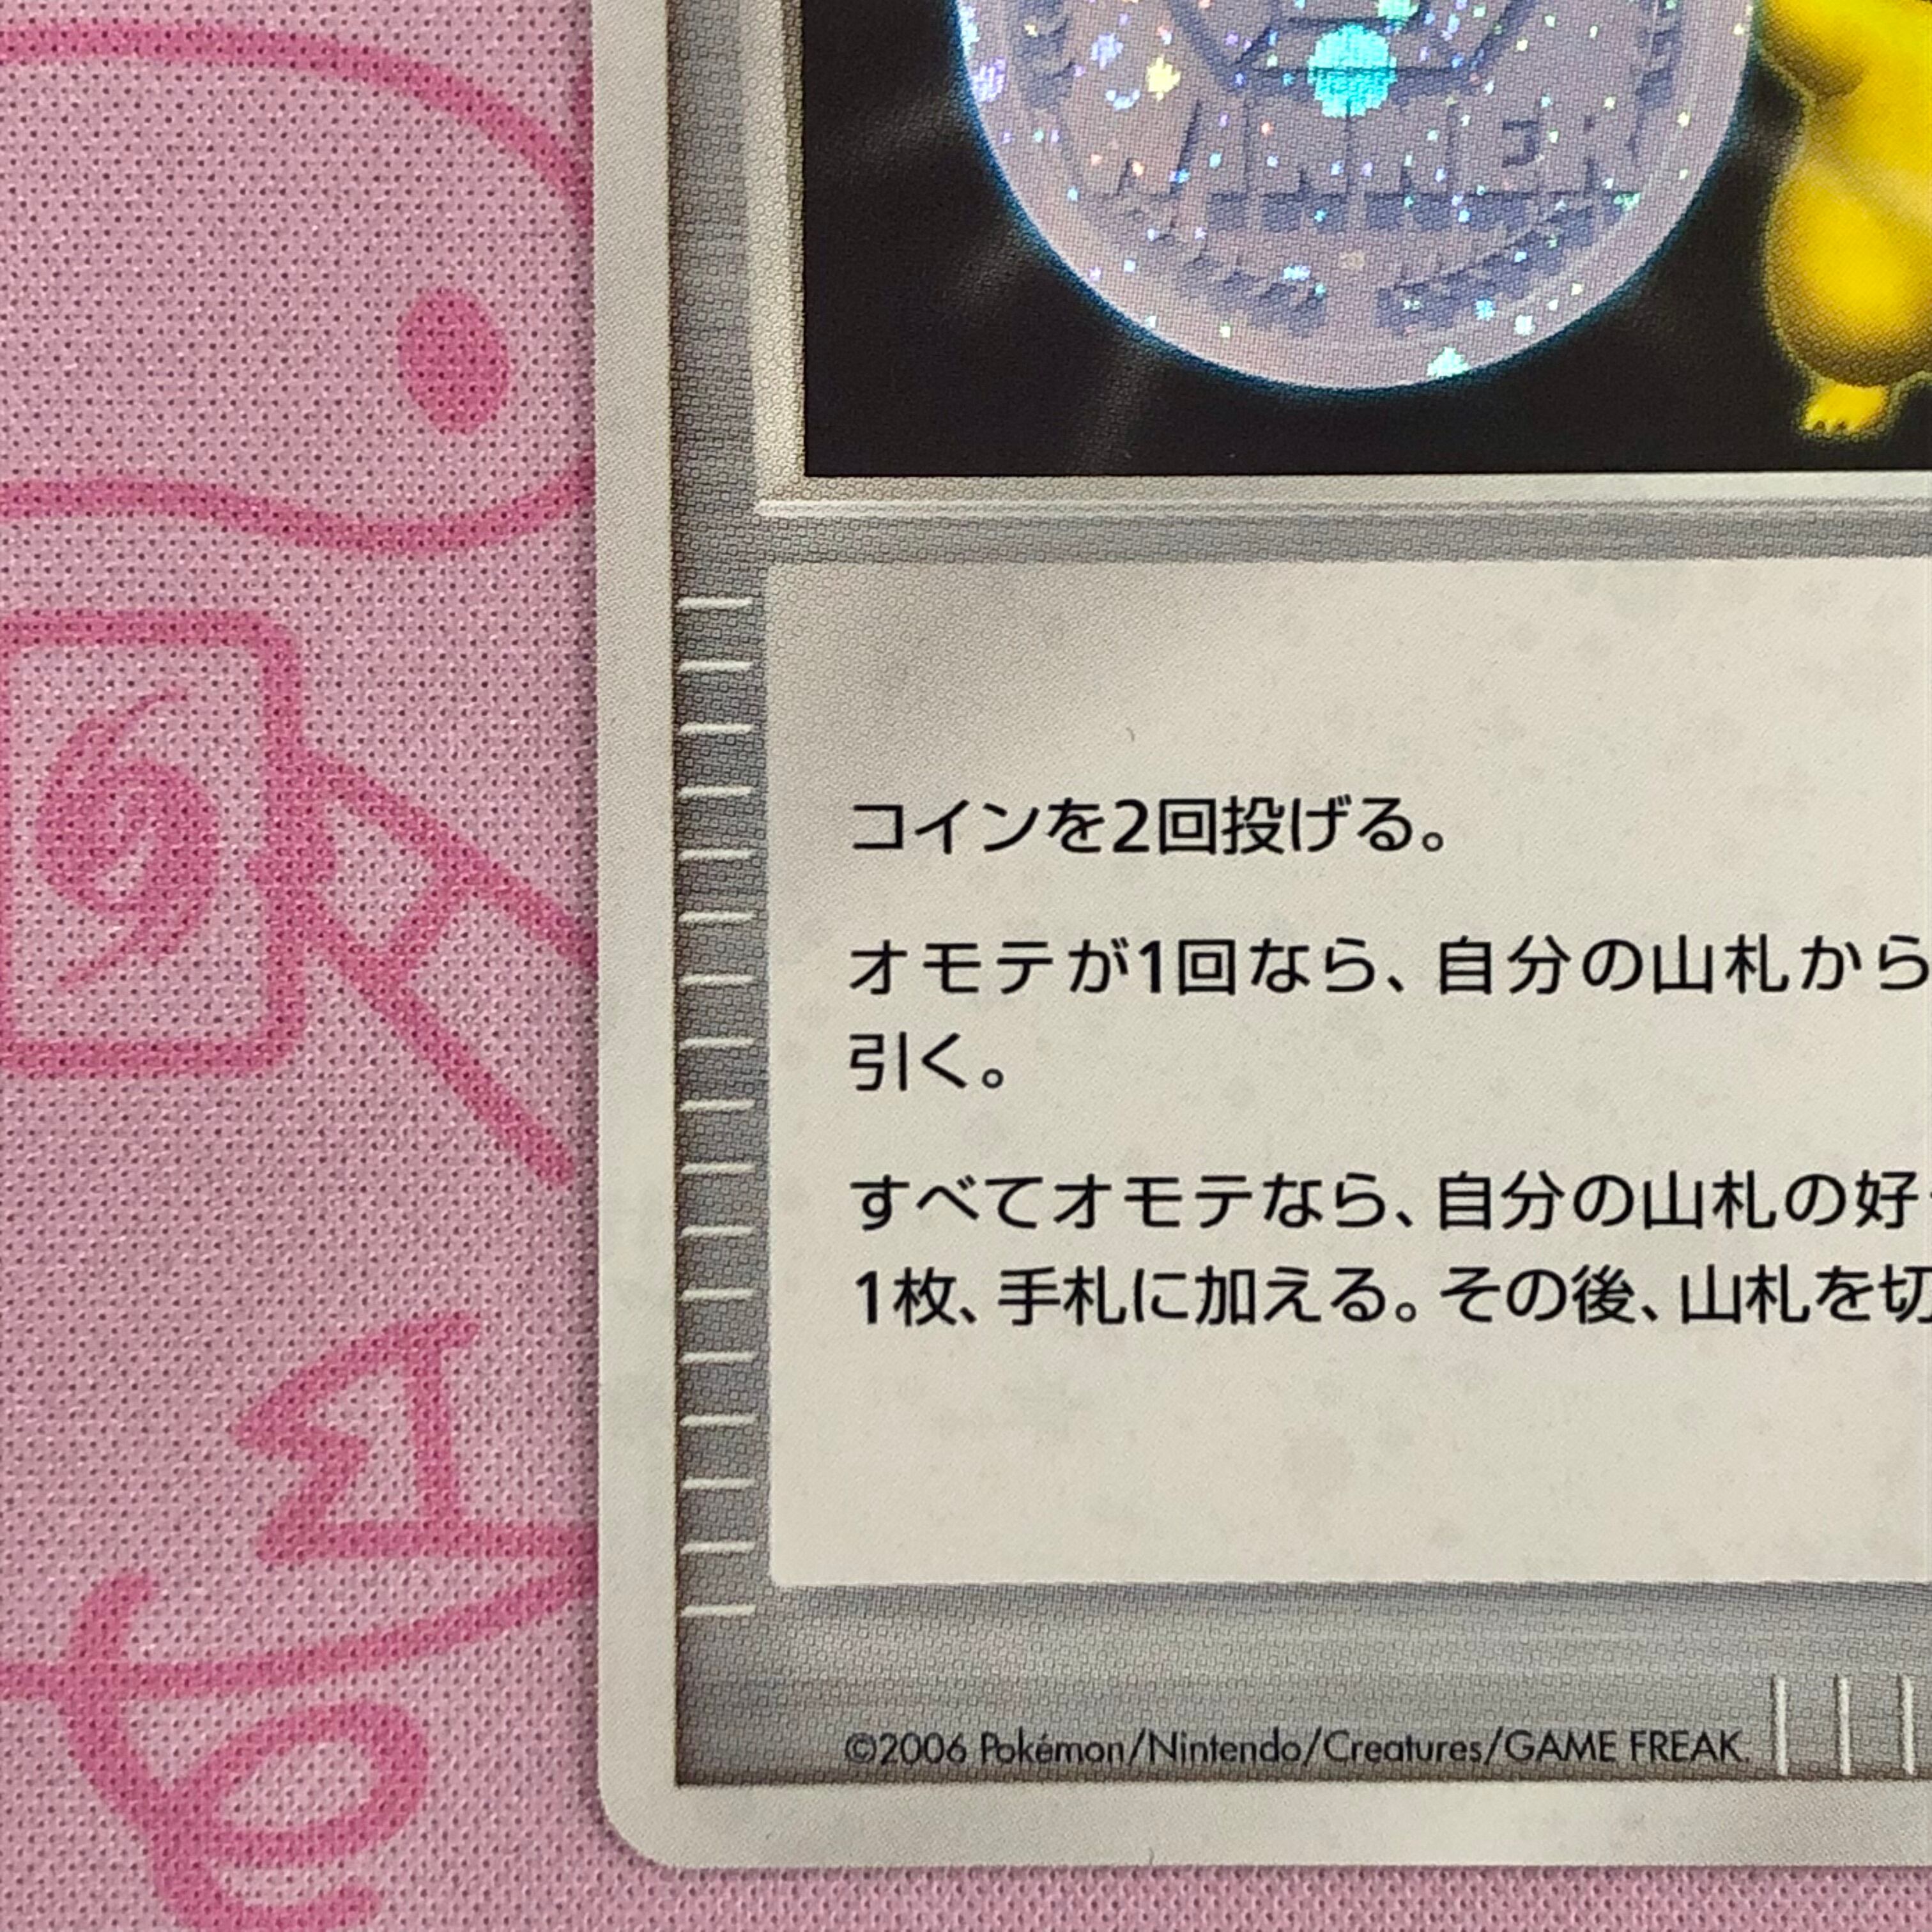 WINNER
コインを2回投げる。
オモテが1回なら、自分の山札から
引く。
すべてオモテなら、自分の山札の好
1枚、手札に加える。その後、山札を切
©2006 Pokémon/Nintendo/Creatures/GAME FREAK.